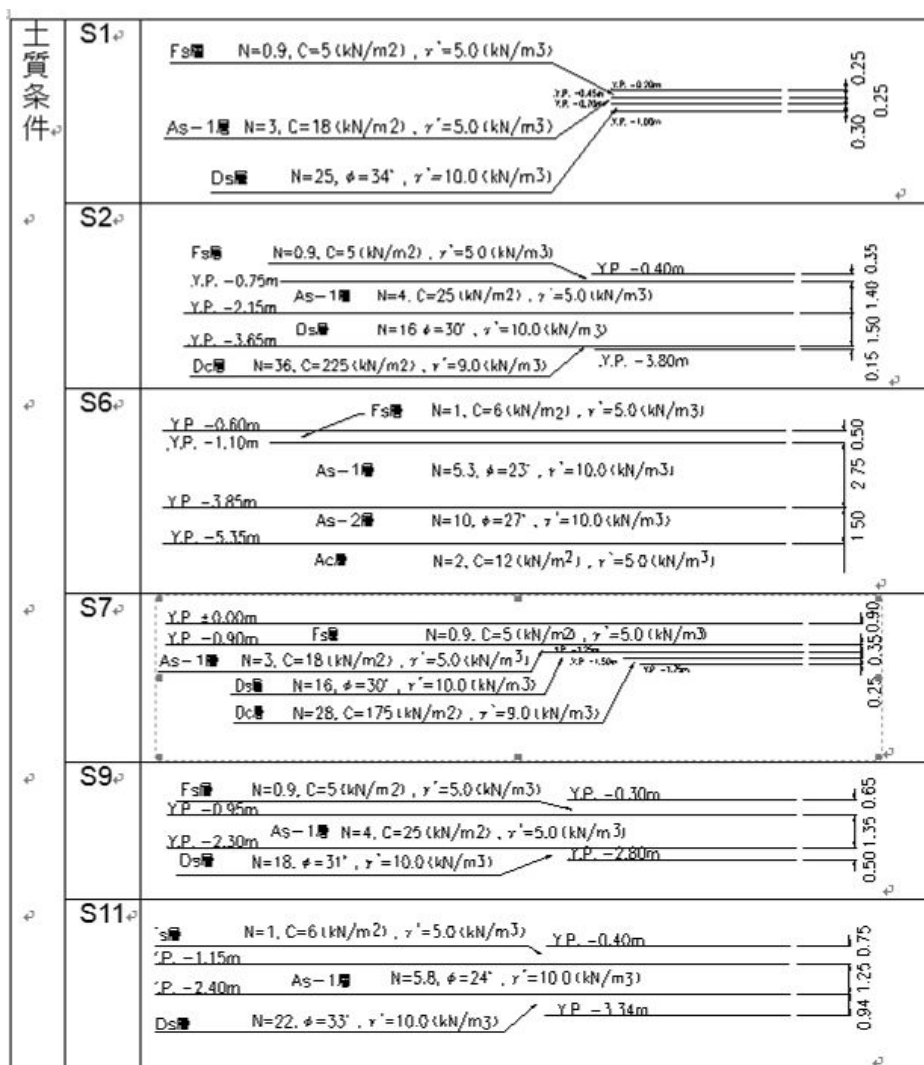 土質条件
S1
Fs層 N=0.9, C=5(kN/m2), γ'=5.0(kN/m3)
Y.P. -0.20m
Y.P. -0.45m
Y.P. -0.70m
0.25
0.25
As-1層 N=3, C=18(kN/m2), γ'=5.0(kN/m3)
Y.P. -1.00m
0.30
Ds層 N=25, φ=34°, γ'=10.0(kN/m3)
S2
Fs層 N=0.9, C=5(kN/m2), γ'=5.0(kN/m3)
Y.P. -0.40m
0.35
Y.P. -0.75m
As-1層 N=4, C=25(kN/m2), γ'=5.0(kN/m3)
1.40
Y.P. -2.15m
Ds層 N=16 φ=30°, γ'=10.0(kN/m3)
1.50
Y.P. -3.65m
Dc層 N=36, C=225(kN/m2), γ'=9.0(kN/m3)
Y.P. -3.80m
0.15
S6
Fs層 N=1, C=6(kN/m2), γ'=5.0(kN/m3)
Y.P. -0.60m
0.50
Y.P. -1.10m
As-1層 N=5.3, φ=23°, γ'=10.0(kN/m3)
2.75
Y.P. -3.85m
As-2層 N=10, φ=27°, γ'=10.0(kN/m3)
1.50
Y.P. -5.35m
Ac層 N=2, C=12(kN/m2), γ'=5.0(kN/m3)
S7
Y.P. ±0.00m
0.90
Y.P. -0.90m
Fs層 N=0.9, C=5(kN/m2), γ'=5.0(kN/m3)
0.35
As-1層 N=3, C=18(kN/m2), γ'=5.0(kN/m3)
Y.P. -1.25m
Y.P. -1.50m
Y.P. -1.75m
Ds層 N=16, φ=30°, γ'=10.0(kN/m3)
0.25
Dc層 N=28, C=175(kN/m2), γ'=9.0(kN/m3)
S9
Fs層 N=0.9, C=5(kN/m2), γ'=5.0(kN/m3)
Y.P. -0.30m
0.65
Y.P. -0.95m
As-1層 N=4, C=25(kN/m2), γ'=5.0(kN/m3)
1.35
Y.P. -2.30m
Ds層 N=18, φ=31°, γ'=10.0(kN/m3)
Y.P. -2.80m
0.50
S11
s層 N=1, C=6(kN/m2), γ'=5.0(kN/m3)
Y.P. -0.40m
0.75
Y.P. -1.15m
As-1層 N=5.8, φ=24°, γ'=10.0(kN/m3)
1.25
Y.P. -2.40m
Ds層 N=22, φ=33°, γ'=10.0(kN/m3)
Y.P. -3.34m
0.94